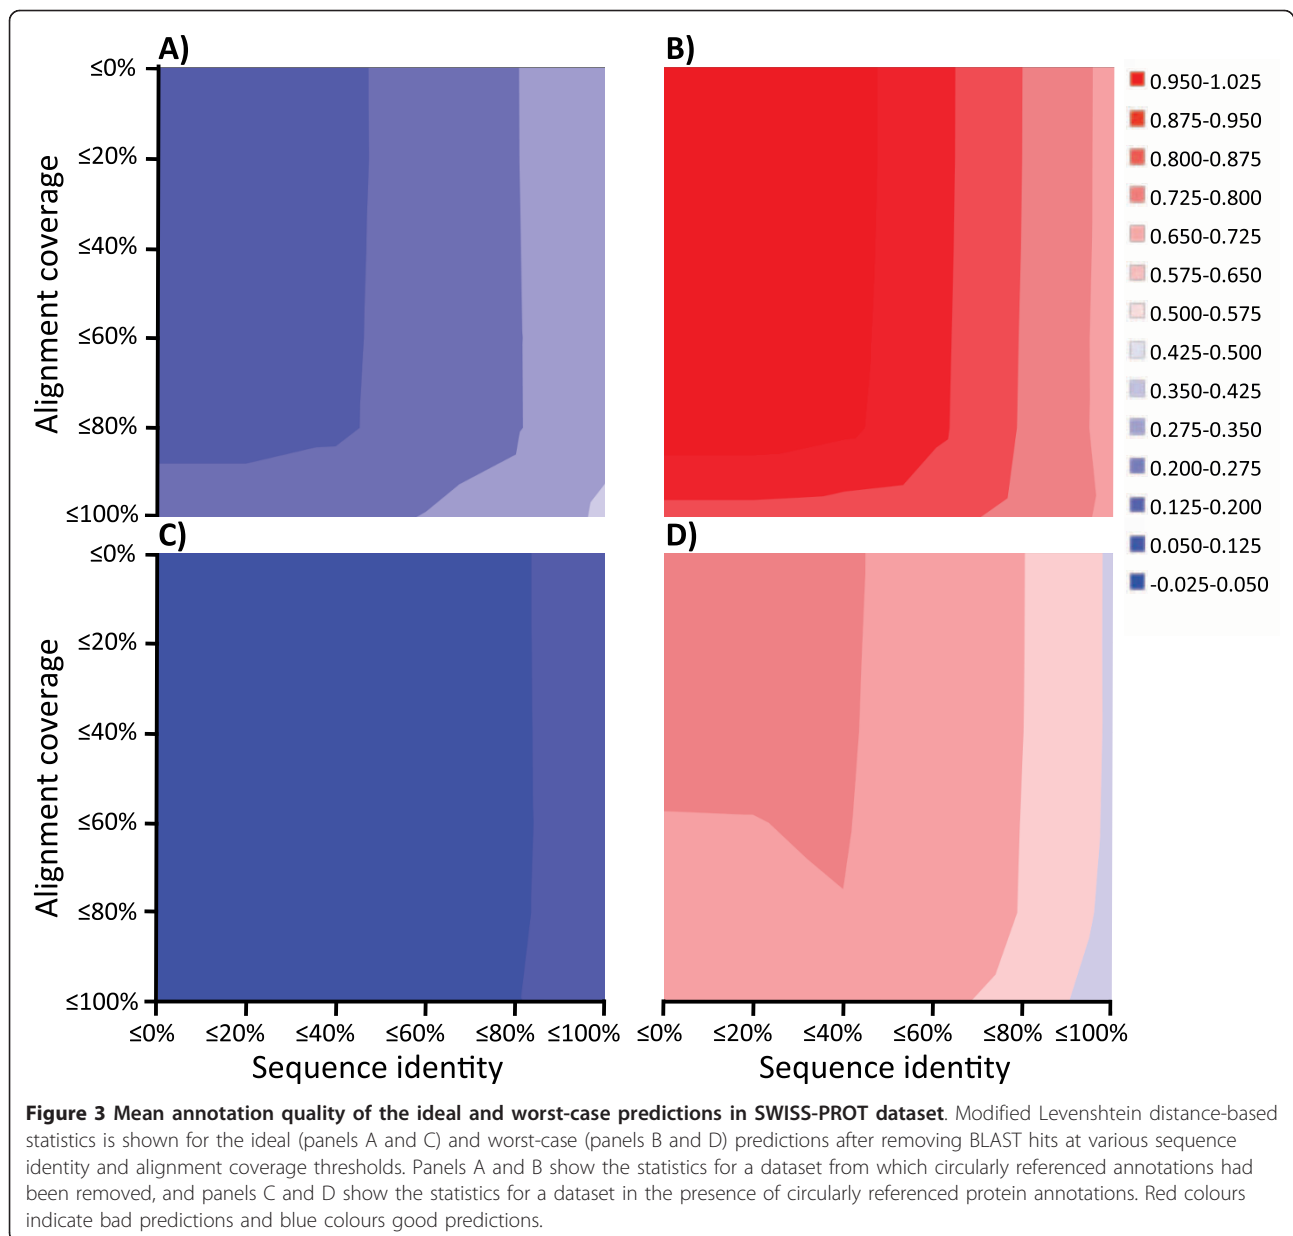 A)
B)
≤0%
≤20%
≤40%
≤60%
≤80%
≤100%
Alignment coverage
0.950-1.025
0.875-0.950
0.800-0.875
0.725-0.800
0.650-0.725
0.575-0.650
0.500-0.575
0.425-0.500
0.350-0.425
0.275-0.350
0.200-0.275
0.125-0.200
0.050-0.125
-0.025-0.050
C)
D)
≤0%
≤20%
≤40%
≤60%
≤80%
≤100%
Alignment coverage
≤0% ≤20% ≤40% ≤60% ≤80% ≤100%
Sequence identity
≤0% ≤20% ≤40% ≤60% ≤80% ≤100%
Sequence identity
Figure 3 Mean annotation quality of the ideal and worst-case predictions in SWISS-PROT dataset. Modified Levenshtein distance-based
statistics is shown for the ideal (panels A and C) and worst-case (panels B and D) predictions after removing BLAST hits at various sequence
identity and alignment coverage thresholds. Panels A and B show the statistics for a dataset from which circularly referenced annotations had
been removed, and panels C and D show the statistics for a dataset in the presence of circularly referenced protein annotations. Red colours
indicate bad predictions and blue colours good predictions.